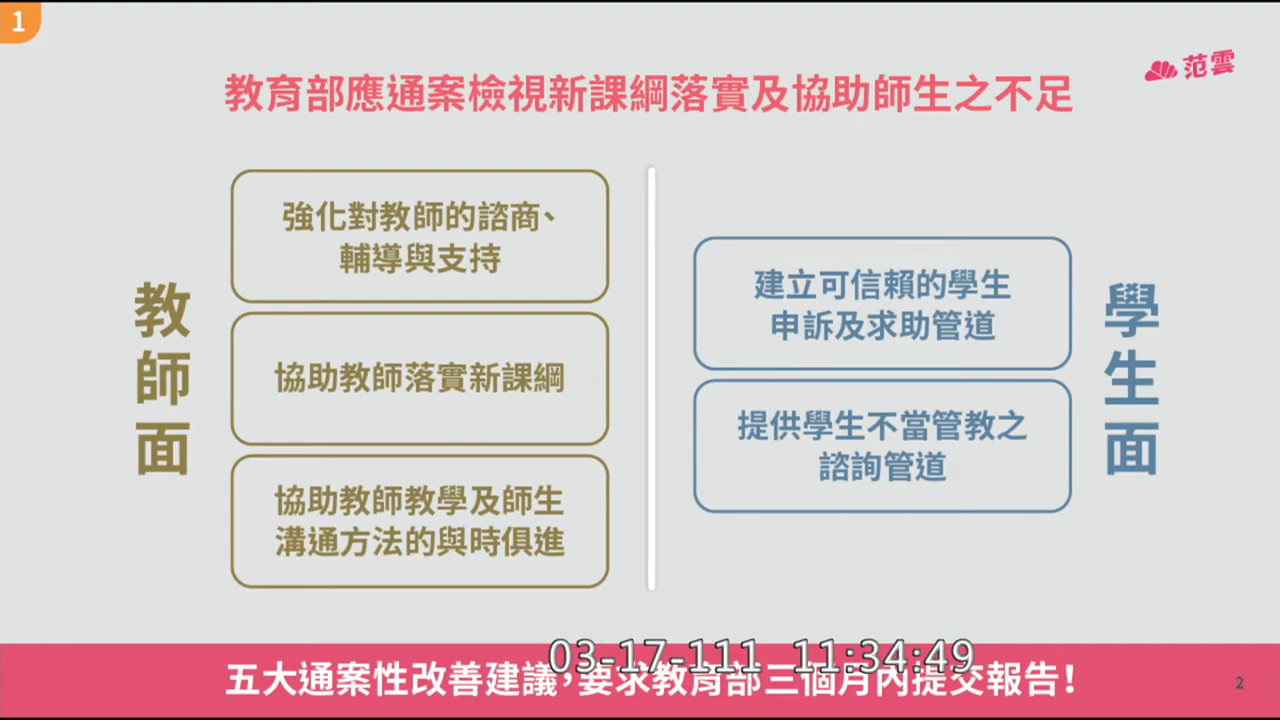 1
范雲
教育部應通案檢視新課綱落實及協助師生之不足
教師面
強化對教師的諮商、
輔導與支持
協助教師落實新課綱
協助教師教學及師生
溝通方法的與時俱進
建立可信賴的學生
申訴及求助管道
提供學生不當管教之
諮詢管道
學生面
03-17-111 11:34:49
五大通案性改善建議，要求教育部三個月內提交報告！
2